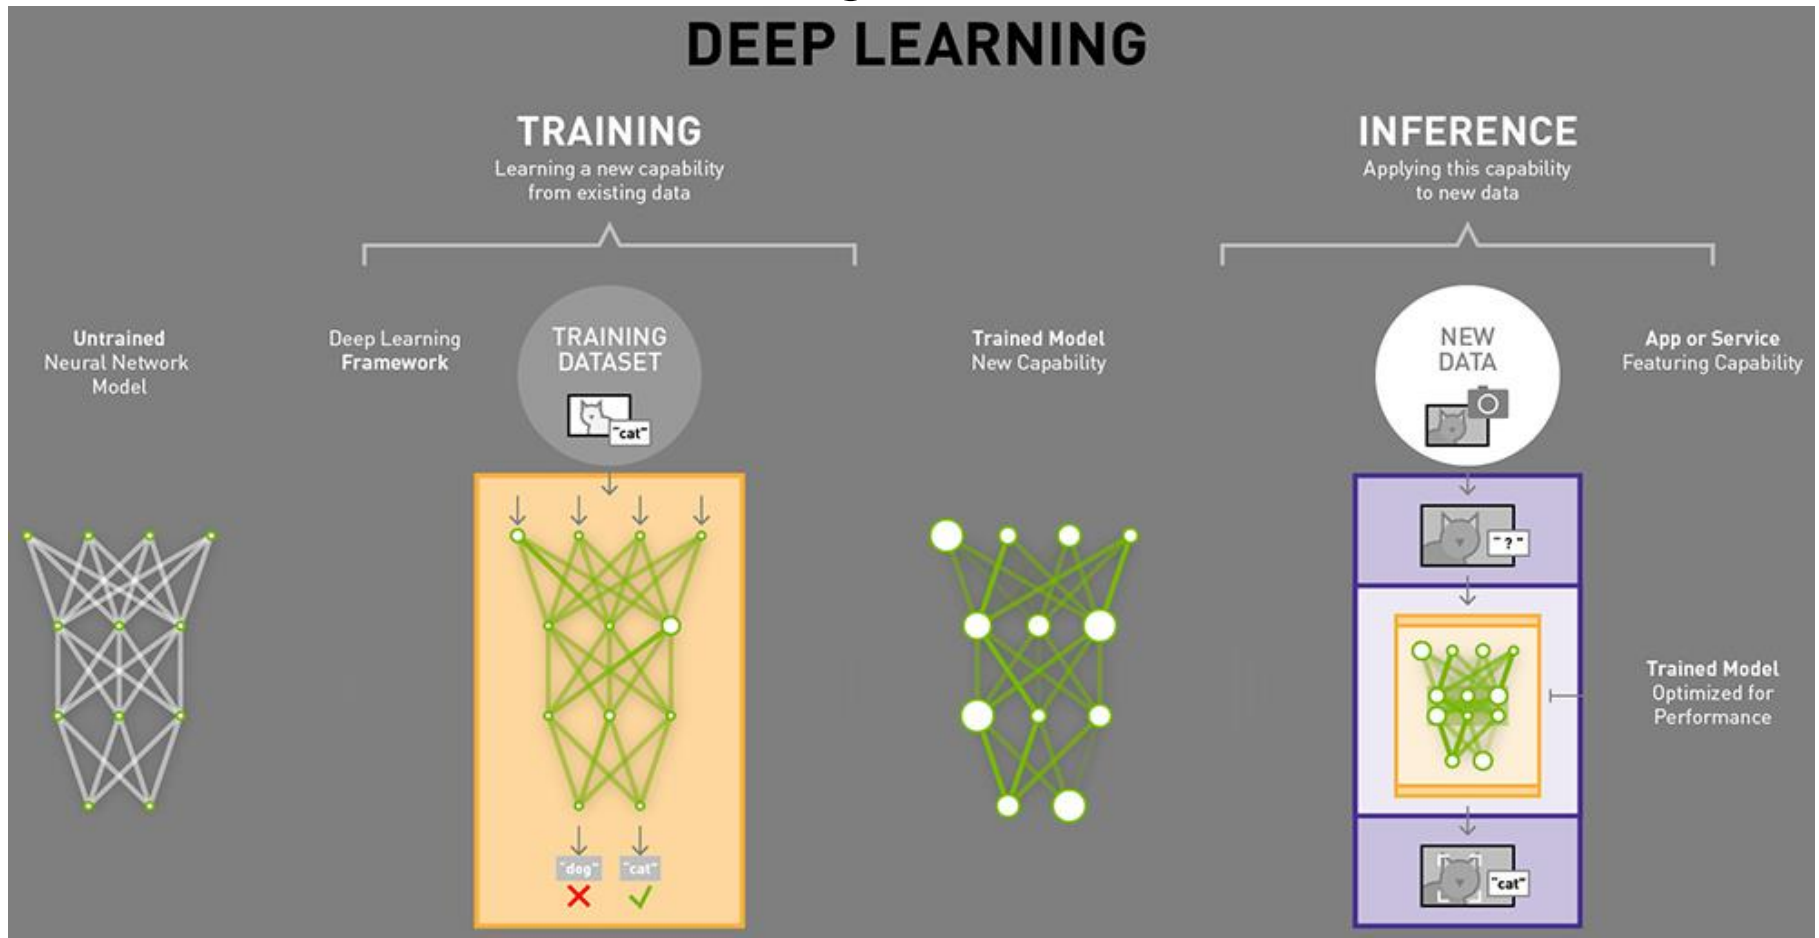 DEEP LEARNING
TRAINING
Learning a new capability
from existing data
INFERENCE
Applying this capability
to new data
Untrained
Neural Network
Model
Deep Learning
Framework
TRAINING
DATASET
"cat"
Trained Model
New Capability
NEW
DATA
App or Service
Featuring Capability
"?"
Trained Model
Optimized for
Performance
"dog"
"cat"
"cat"